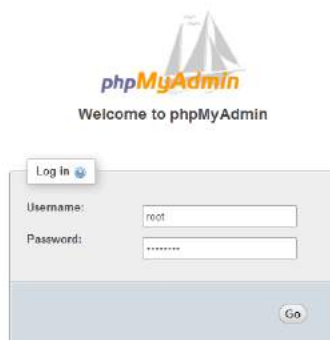 phpMyAdmin
Welcome to phpMyAdmin
Log in
Username:
root
Password:
········
Go